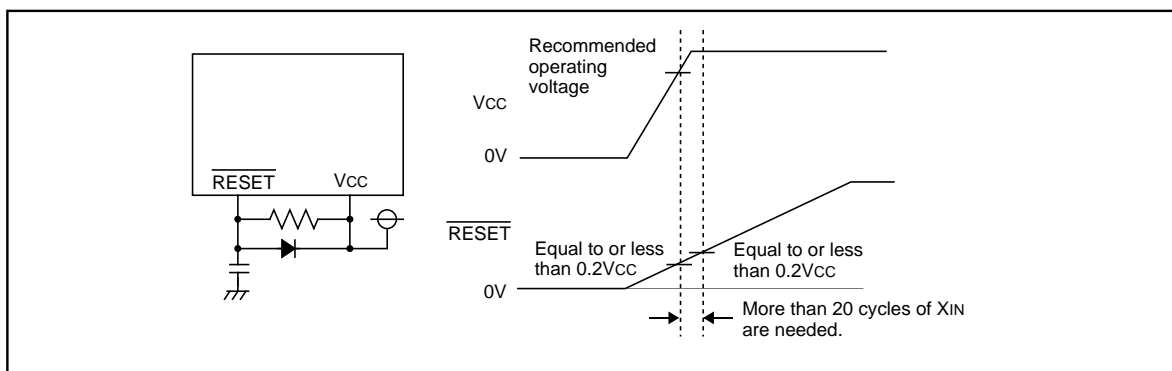 RESET
VCC
Recommended
operating
voltage
VCC
0V
RESET
Equal to or less
than 0.2VCC
Equal to or less
than 0.2VCC
0V
More than 20 cycles of XIN
are needed.